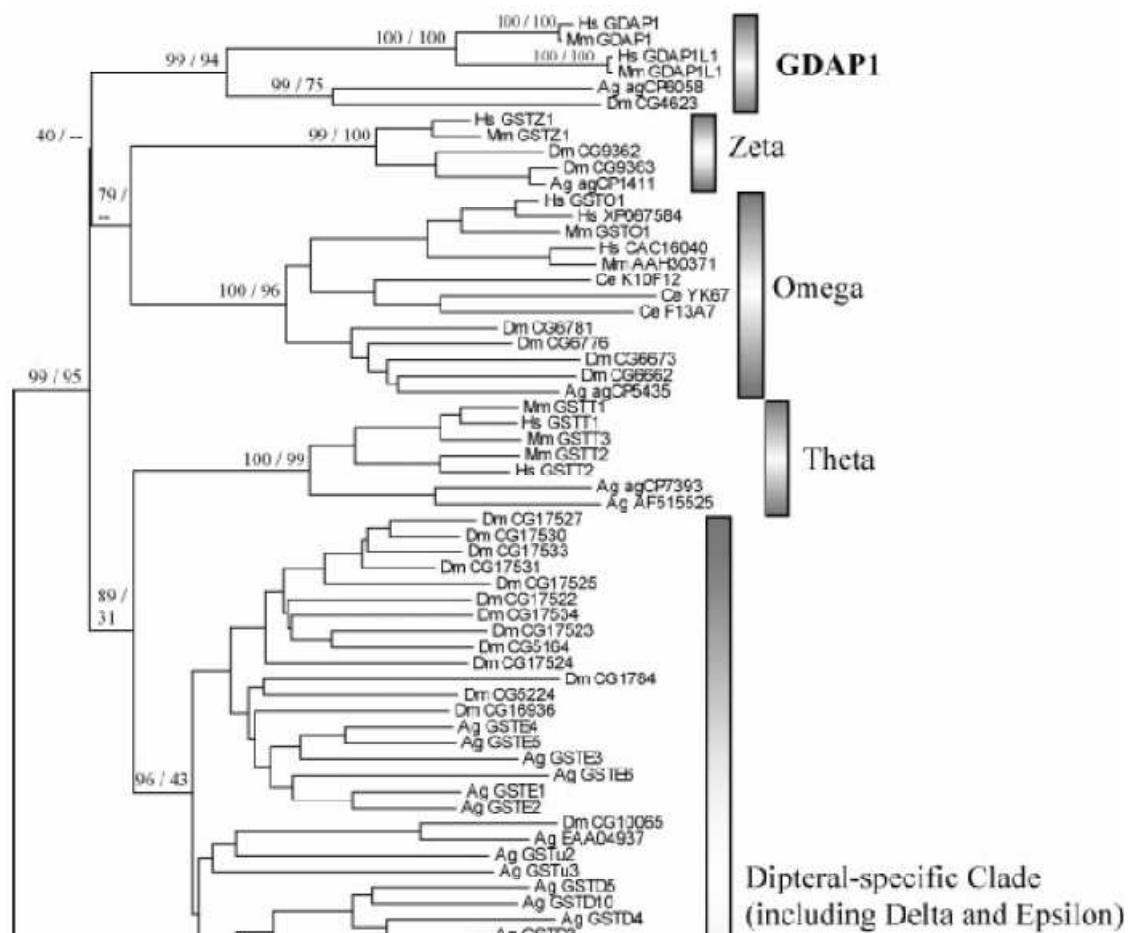 100 / 100
Hs GDAP1
Mm GDAP1
100 / 100
100 / 100
Hs GDAP1L1
Mm GDAP1L1
99 / 94
99 / 75
Ag agCP6058
Dm CG4623
GDAP1
40 / --
99 / 100
Hs GSTZ1
Mm GSTZ1
Dm CG9362
Dm CG9363
Ag agCP1411
Zeta
79 /
--
Hs GSTO1
Hs XP087584
Mm GSTO1
Hs CAC16040
Mm AAH30371
100 / 96
Ce K10F12
Ce YK67
Ce F13A7
Omega
Dm CG6781
Dm CG6776
Dm CG6673
Dm CG6662
Ag agCP5435
99 / 95
Mm GSTT1
Hs GSTT1
Mm GSTT3
100 / 99
Mm GSTT2
Hs GSTT2
Ag agCP7393
Ag AF515525
Theta
Dm CG17527
Dm CG17530
Dm CG17533
Dm CG17531
Dm CG17525
89 /
31
Dm CG17522
Dm CG17534
Dm CG17523
Dm CG5164
Dm CG17524
Dm CG1784
Dm CG5224
Dm CG16936
Ag GSTE4
Ag GSTE5
Ag GSTE3
96 / 43
Ag GSTE6
Ag GSTE1
Ag GSTE2
Dm CG10065
Ag EAA04937
Ag GSTu2
Ag GSTu3
Ag GSTD5
Ag GSTD10
Ag GSTD4
Dipteral-specific Clade
(including Delta and Epsilon)